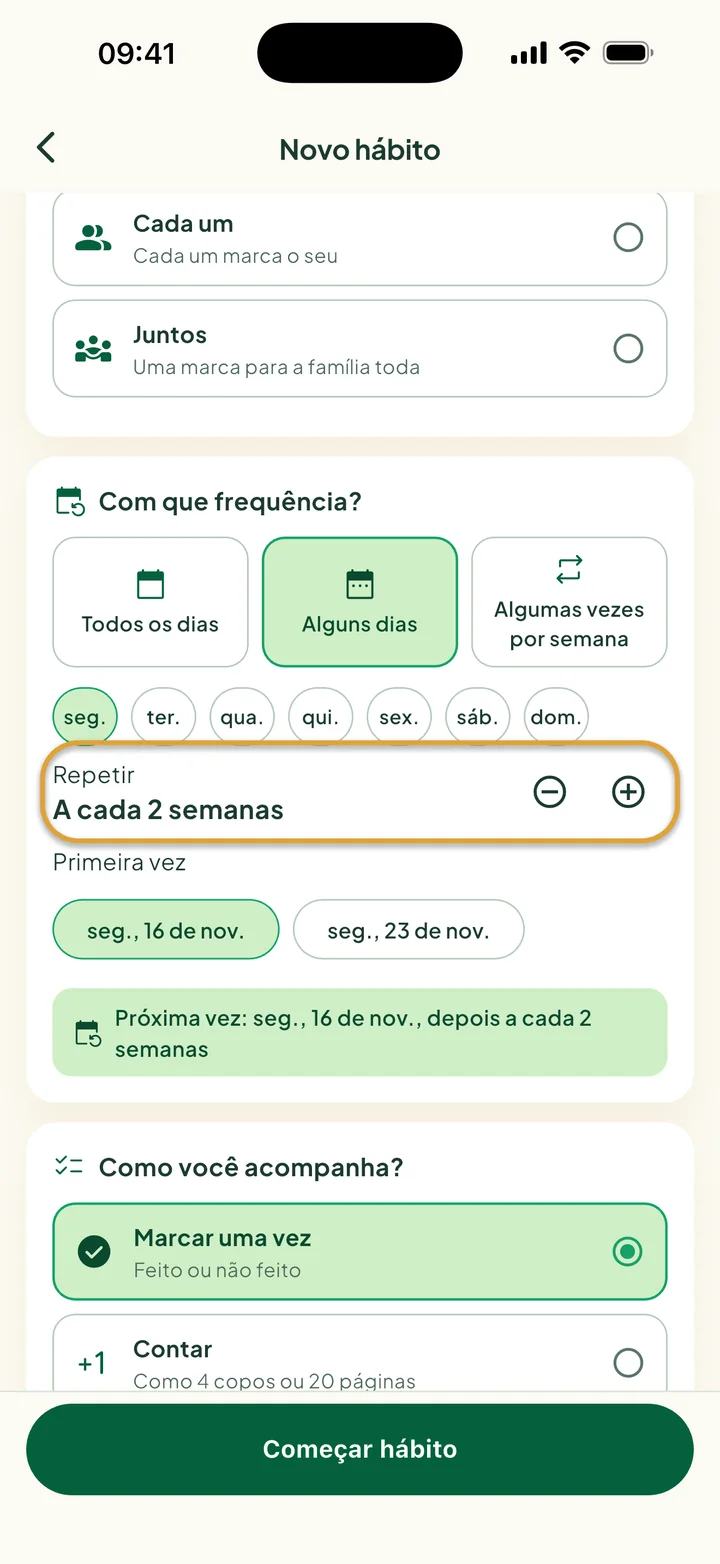 09:41
Novo hábito
Cada um
Cada um marca o seu
Juntos
Uma marca para a família toda
Com que frequência?
Todos os dias
Alguns dias
Algumas vezes
por semana
seg. ter. qua. qui. sex. sáb. dom.
Repetir
A cada 2 semanas
Primeira vez
seg., 16 de nov. seg., 23 de nov.
Próxima vez: seg., 16 de nov., depois a cada 2
semanas
Como você acompanha?
Marcar uma vez
Feito ou não feito
+1
Contar
Como 4 copos ou 20 páginas
Começar hábito